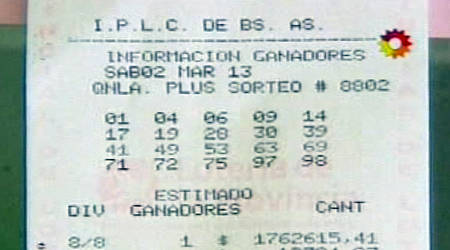 I.P.L.C. DE BS. AS.
INFORMACION GANADORES
SAB02 MAR 13
QNLA. PLUS SORTEO # 8802
01 04 06 09 14
17 19 28 30 39
41 49 53 63 69
71 72 75 97 98
ESTIMADO
DIV GANADORES CANT
8/8 1 $ 1762615,41